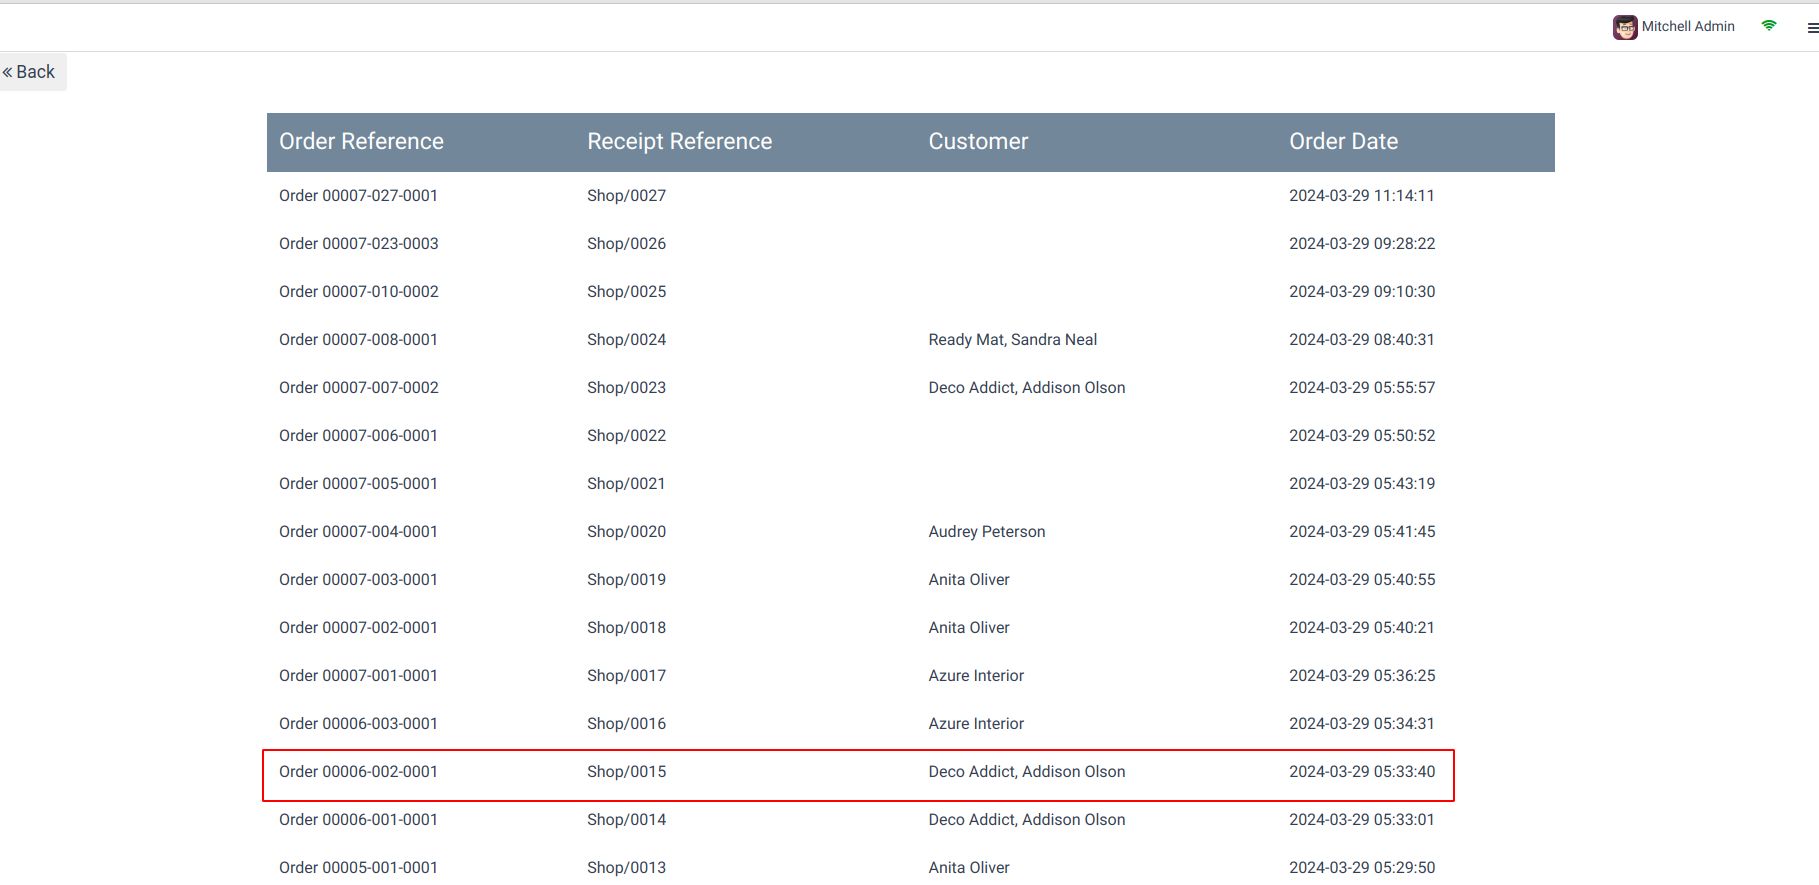 Mitchell Admin
« Back
Order Reference Receipt Reference Customer Order Date
Order 00007-027-0001 Shop/0027 2024-03-29 11:14:11
Order 00007-023-0003 Shop/0026 2024-03-29 09:28:22
Order 00007-010-0002 Shop/0025 2024-03-29 09:10:30
Order 00007-008-0001 Shop/0024 Ready Mat, Sandra Neal 2024-03-29 08:40:31
Order 00007-007-0002 Shop/0023 Deco Addict, Addison Olson 2024-03-29 05:55:57
Order 00007-006-0001 Shop/0022 2024-03-29 05:50:52
Order 00007-005-0001 Shop/0021 2024-03-29 05:43:19
Order 00007-004-0001 Shop/0020 Audrey Peterson 2024-03-29 05:41:45
Order 00007-003-0001 Shop/0019 Anita Oliver 2024-03-29 05:40:55
Order 00007-002-0001 Shop/0018 Anita Oliver 2024-03-29 05:40:21
Order 00007-001-0001 Shop/0017 Azure Interior 2024-03-29 05:36:25
Order 00006-003-0001 Shop/0016 Azure Interior 2024-03-29 05:34:31
Order 00006-002-0001 Shop/0015 Deco Addict, Addison Olson 2024-03-29 05:33:40
Order 00006-001-0001 Shop/0014 Deco Addict, Addison Olson 2024-03-29 05:33:01
Order 00005-001-0001 Shop/0013 Anita Oliver 2024-03-29 05:29:50